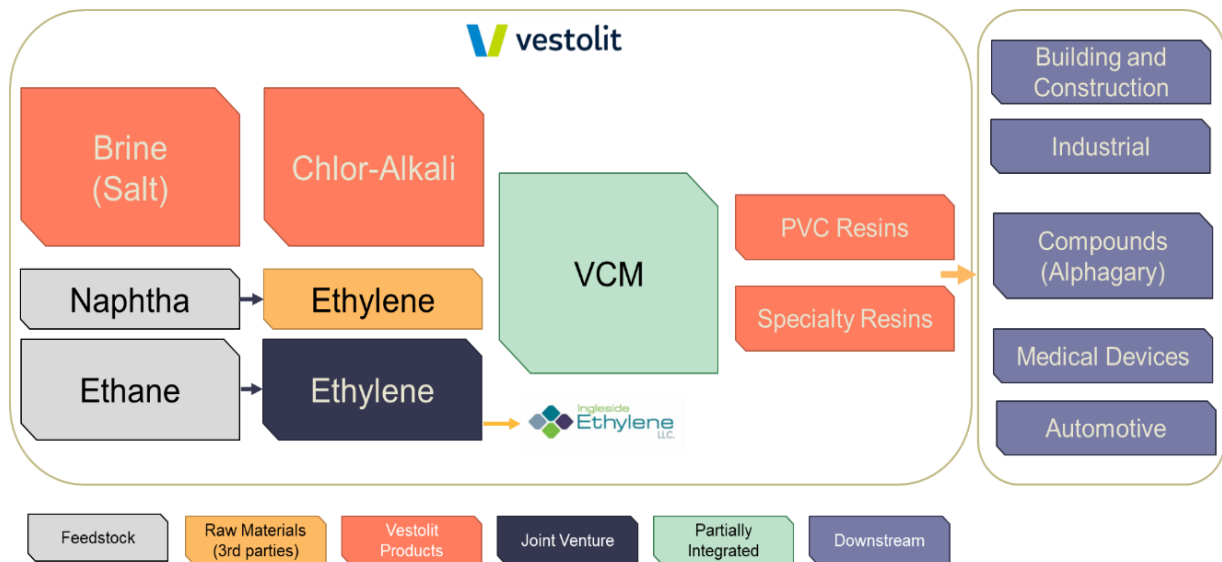 vestolit
Brine
(Salt)
Chlor-Alkali
Naphtha
Ethylene
Ethane
Ethylene
Ingleside
Ethylene
LLC.
VCM
PVC Resins
Specialty Resins
Building and
Construction
Industrial
Compounds
(Alphagary)
Medical Devices
Automotive
Feedstock
Raw Materials
(3rd parties)
Vestolit
Products
Joint Venture
Partially
Integrated
Downstream